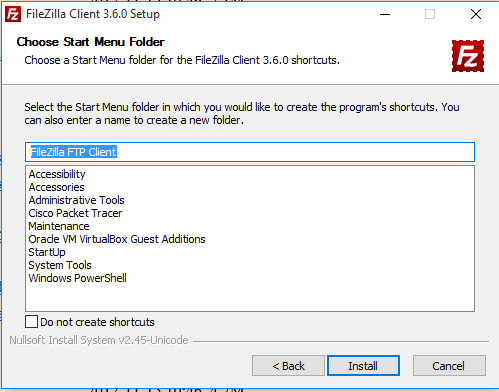 FileZilla Client 3.6.0 Setup
Choose Start Menu Folder
Choose a Start Menu folder for the FileZilla Client 3.6.0 shortcuts.
Select the Start Menu folder in which you would like to create the program's shortcuts. You
can also enter a name to create a new folder.
FileZilla FTP Client
Accessibility
Accessories
Administrative Tools
Cisco Packet Tracer
Maintenance
Oracle VM VirtualBox Guest Additions
StartUp
System Tools
Windows PowerShell
Do not create shortcuts
Nullsoft Install System v2.45-Unicode
< Back
Install
Cancel